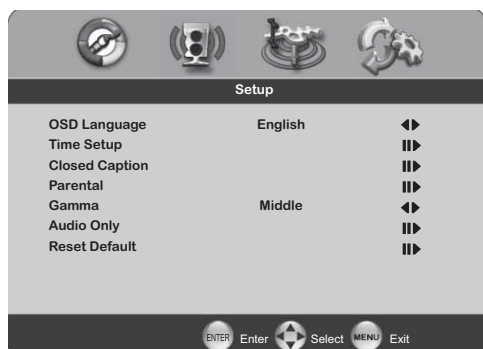 Setup
OSD Language English
Time Setup
Closed Caption
Parental
Gamma Middle
Audio Only
Reset Default
ENTER Enter Select MENU Exit